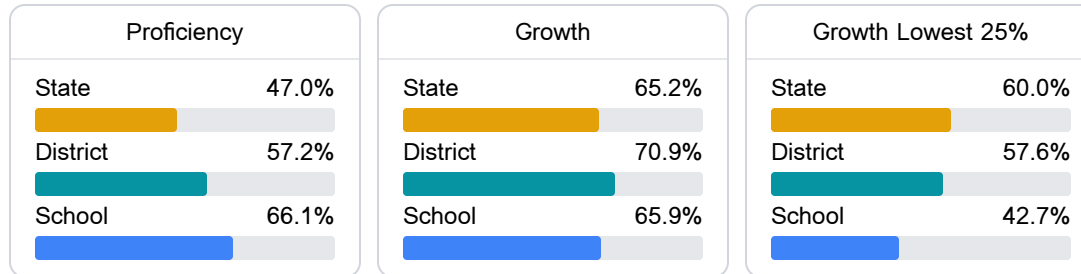 Proficiency
State 47.0%
District 57.2%
School 66.1%
Growth
State 65.2%
District 70.9%
School 65.9%
Growth Lowest 25%
State 60.0%
District 57.6%
School 42.7%